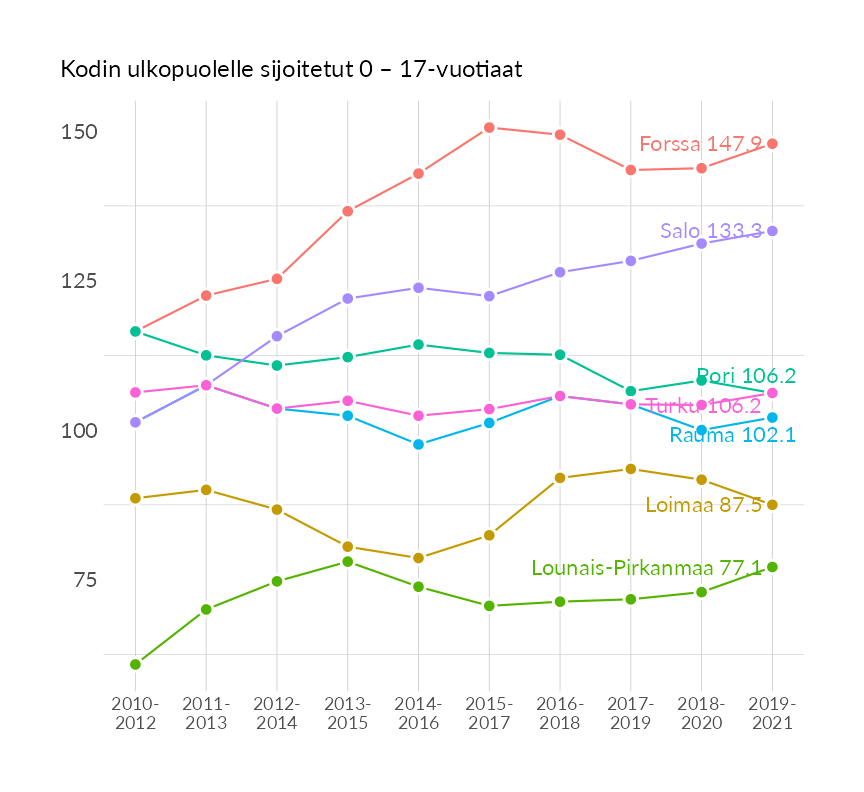 Kodin ulkopuolelle sijoitetut 0 – 17-vuotiaat
150
Forssa 147.9
Salo 133.3
125
Pori 106.2
Turku 106.2
100
Rauma 102.1
Loimaa 87.5
75
Lounais-Pirkanmaa 77.1
2010- 2011- 2012- 2013- 2014- 2015- 2016- 2017- 2018- 2019-
2012 2013 2014 2015 2016 2017 2018 2019 2020 2021